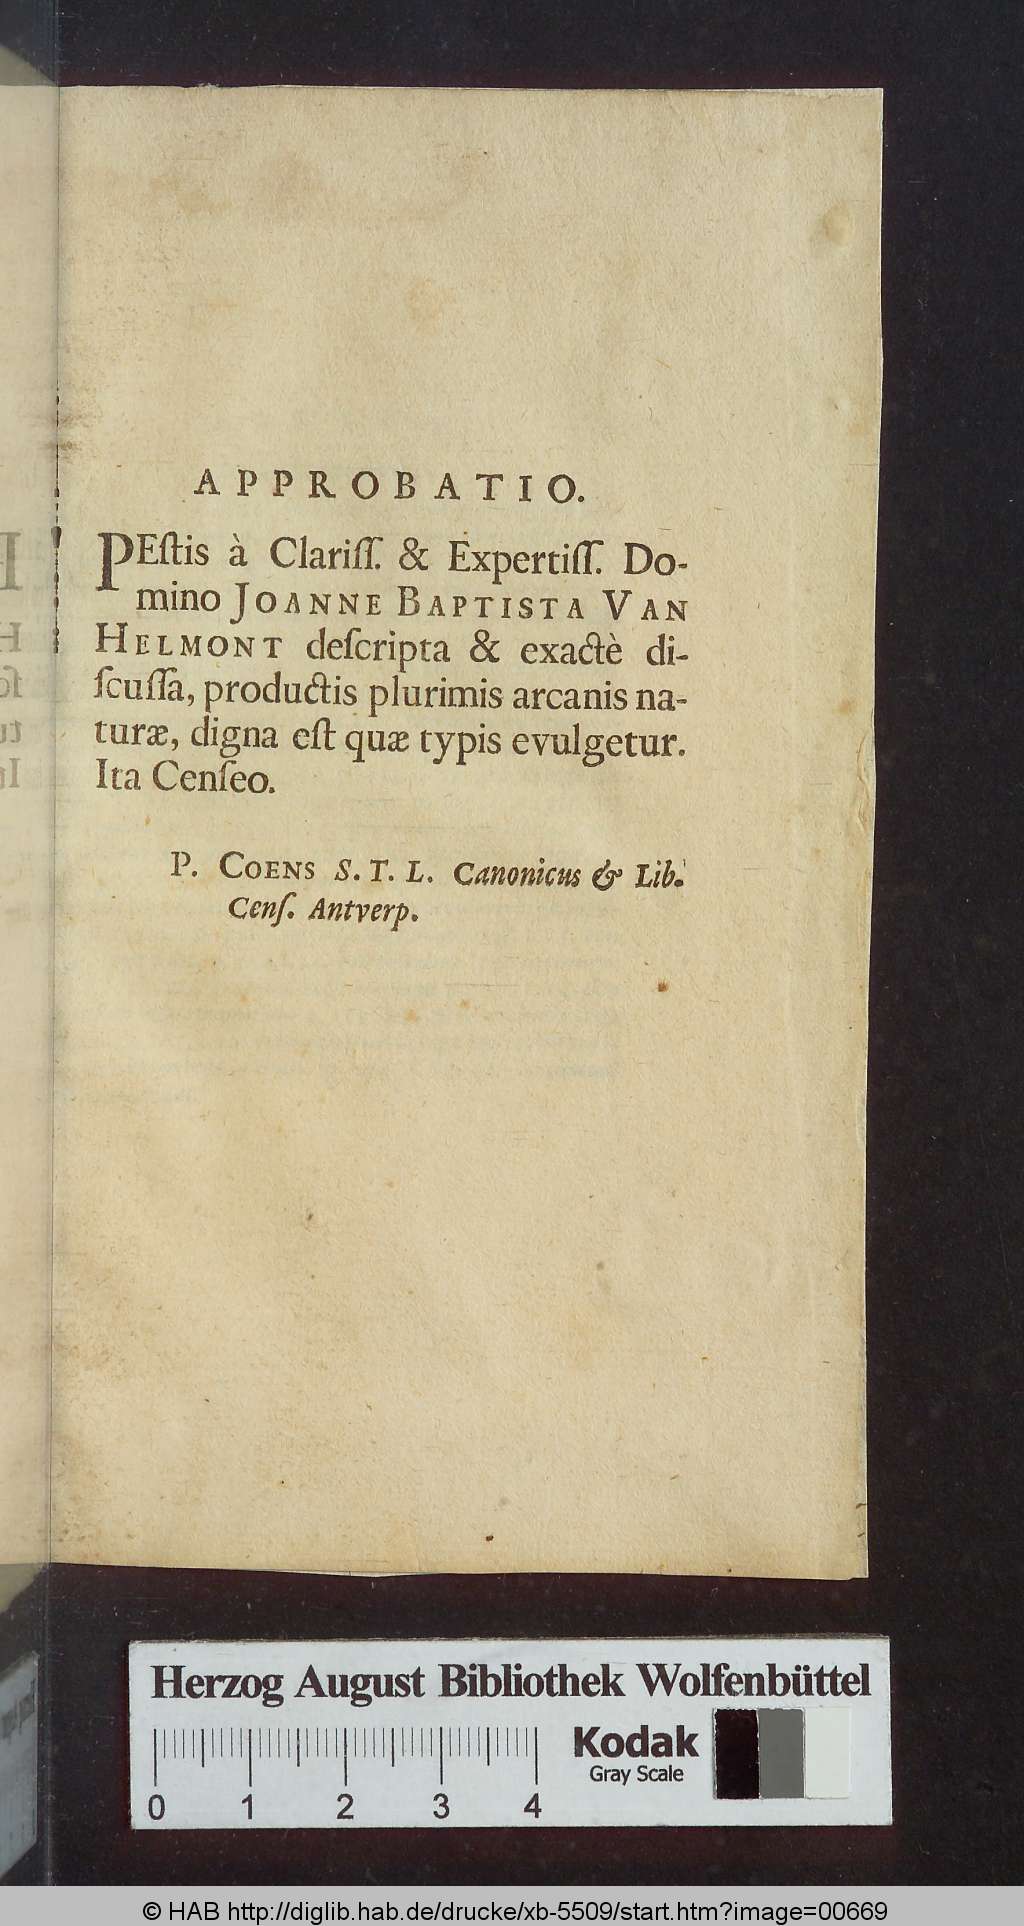 APPROBATIO.
PEſtis à Clariſſ. & Expertiſſ. Do-
mino JOANNE BAPTISTA VAN
HELMONT deſcripta & exactè di-
ſcuſſa, productis plurimis arcanis na-
turæ, digna eſt quæ typis evulgetur.
Ita Cenſeo.
P. COENS S. T. L. Canonicus & Lib.
Cenſ. Antverp.
Herzog August Bibliothek Wolfenbüttel
Kodak
Gray Scale
0 1 2 3 4
© HAB http://diglib.hab.de/drucke/xb-5509/start.htm?image=00669